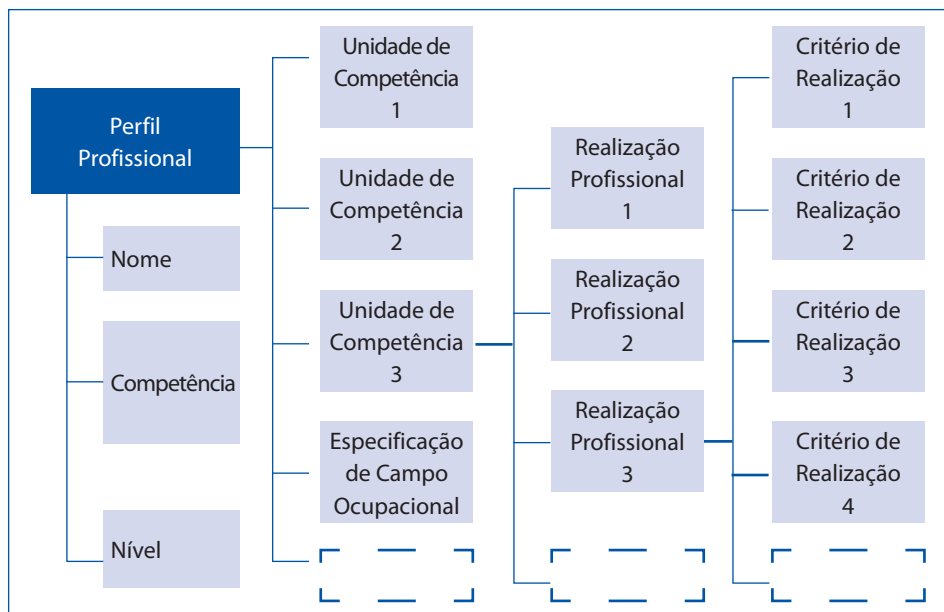 Perfil
Profissional
Nome
Competência
Nível
Unidade de
Competência
1
Unidade de
Competência
2
Unidade de
Competência
3
Especificação
de Campo
Ocupacional
Realização
Profissional
1
Realização
Profissional
2
Realização
Profissional
3
Critério de
Realização
1
Critério de
Realização
2
Critério de
Realização
3
Critério de
Realização
4